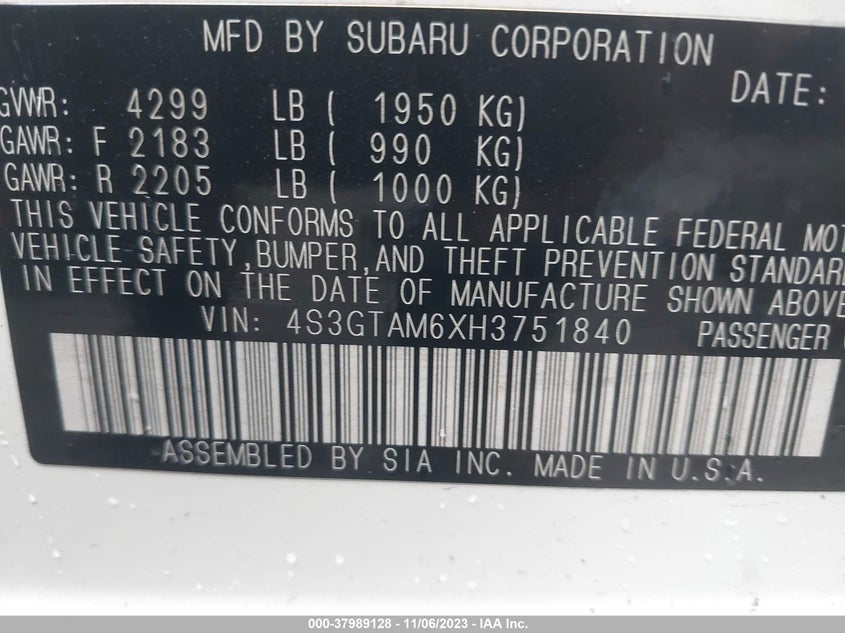 MFD BY SUBARU CORPORATION
DATE:
GVWR: 4299 LB ( 1950 KG)
GAWR: F 2183 LB ( 990 KG)
GAWR: R 2205 LB ( 1000 KG)
THIS VEHICLE CONFORMS TO ALL APPLICABLE FEDERAL MOT
VEHICLE SAFETY,BUMPER,AND THEFT PREVENTION STANDARD
IN EFFECT ON THE DATE OF MANUFACTURE SHOWN ABOVE
VIN: 4S3GTAM6XH3751840 PASSENGER
ASSEMBLED BY SIA INC. MADE IN U.S.A.
000-37989128 - 11/06/2023 - IAA Inc.